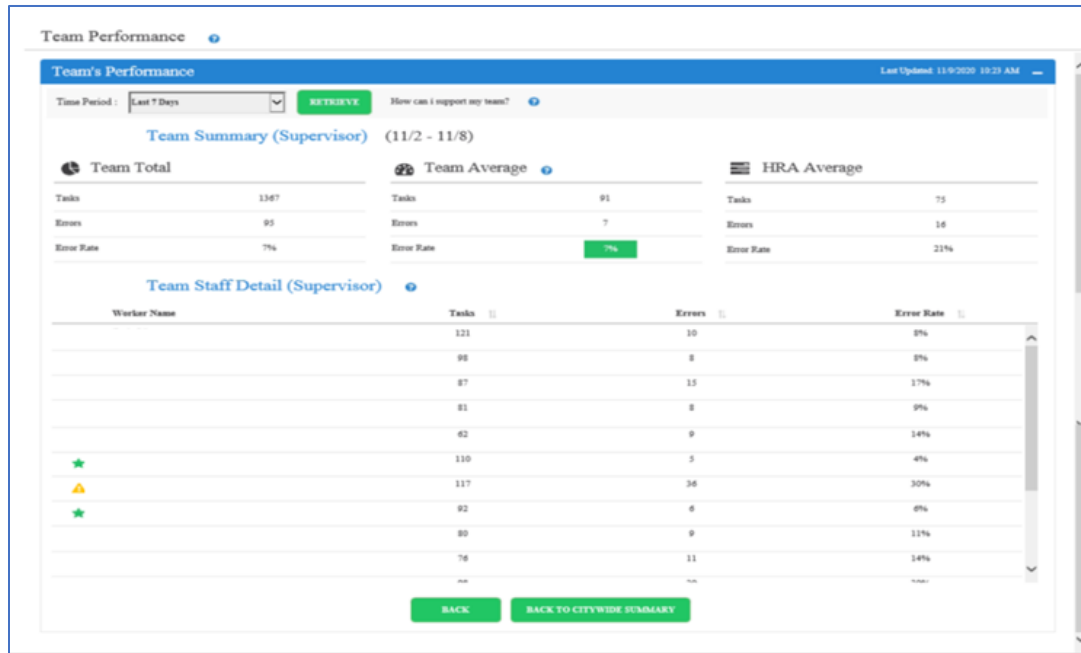 Team Performance
Team's Performance Last Updated: 11/9/2020 10:23 AM
Time Period : Last 7 Days RETRIEVE How can i support my team?
Team Summary (Supervisor) (11/2 - 11/8)
Team Total Team Average HRA Average
Tasks 1367 Tasks 91 Tasks 75
Errors 95 Errors 7 Errors 16
Error Rate 7% Error Rate 7% Error Rate 21%
Team Staff Detail (Supervisor)
Worker Name Tasks Errors Error Rate
121 10 8%
98 8 8%
87 15 17%
81 8 9%
62 9 14%
110 5 4%
117 36 30%
92 6 6%
80 9 11%
76 11 14%
BACK BACK TO CITYWIDE SUMMARY